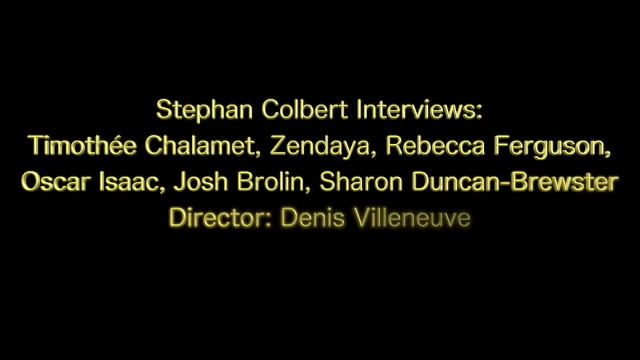 Stephan Colbert Interviews:
Timothée Chalamet, Zendaya, Rebecca Ferguson,
Oscar Isaac, Josh Brolin, Sharon Duncan-Brewster
Director: Denis Villeneuve